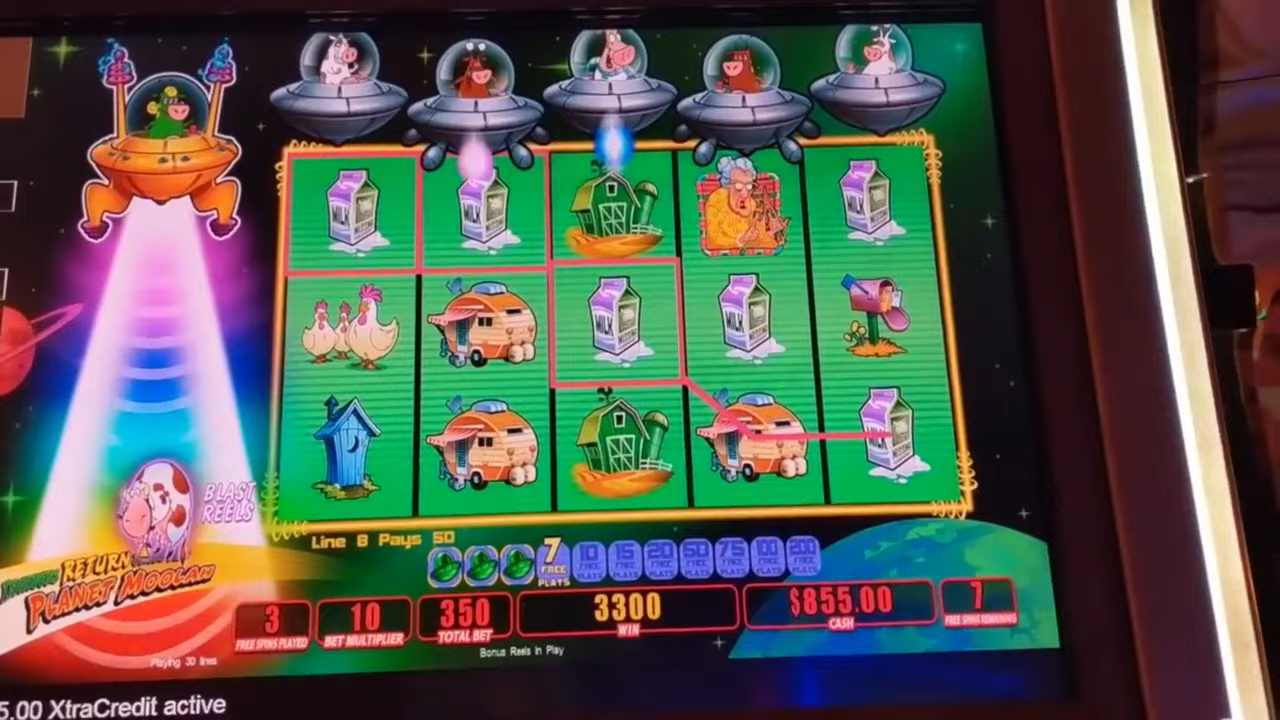 MILK
MILK
MILK
MILK
MILK
BLAST
REELS
RETURN
PLANET MOOLAH
Line 8 Pays 50
7 FREE PLAYS
10 FREE PLAYS
15 FREE PLAYS
20 FREE PLAYS
50 FREE PLAYS
75 FREE PLAYS
100 FREE PLAYS
200 FREE PLAYS
3
FREE SPINS PLAYED
10
BET MULTIPLIER
350
TOTAL BET
3300
WIN
$855.00
CASH
7
FREE SPINS REMAINING
Playing 30 lines
Bonus Reels In Play
5.00 XtraCredit active